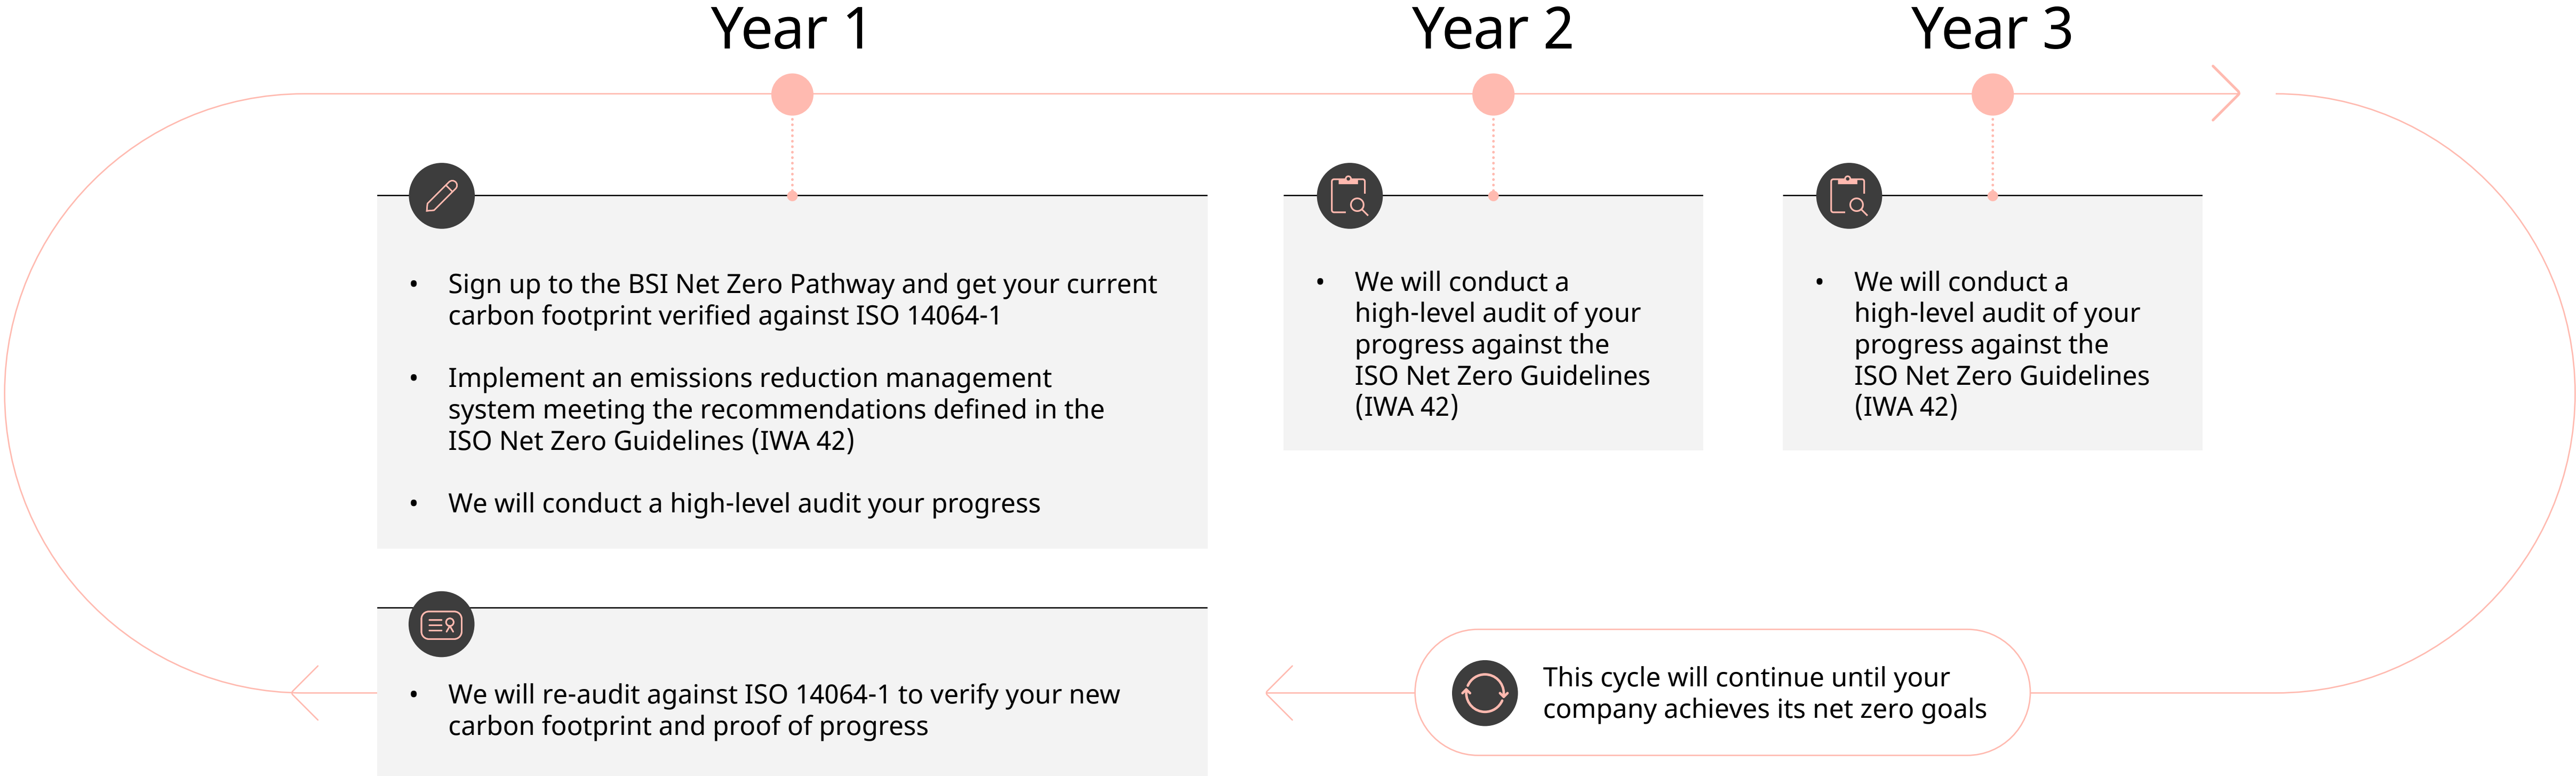 Year 1
• Sign up to the BSI Net Zero Pathway and get your current
carbon footprint verified against ISO 14064-1
• Implement an emissions reduction management
system meeting the recommendations defined in the
ISO Net Zero Guidelines (IWA 42)
• We will conduct a high-level audit your progress
Year 2
• We will conduct a
high-level audit of your
progress against the
ISO Net Zero Guidelines
(IWA 42)
Year 3
• We will conduct a
high-level audit of your
progress against the
ISO Net Zero Guidelines
(IWA 42)
This cycle will continue until your
company achieves its net zero goals
• We will re-audit against ISO 14064-1 to verify your new
carbon footprint and proof of progress